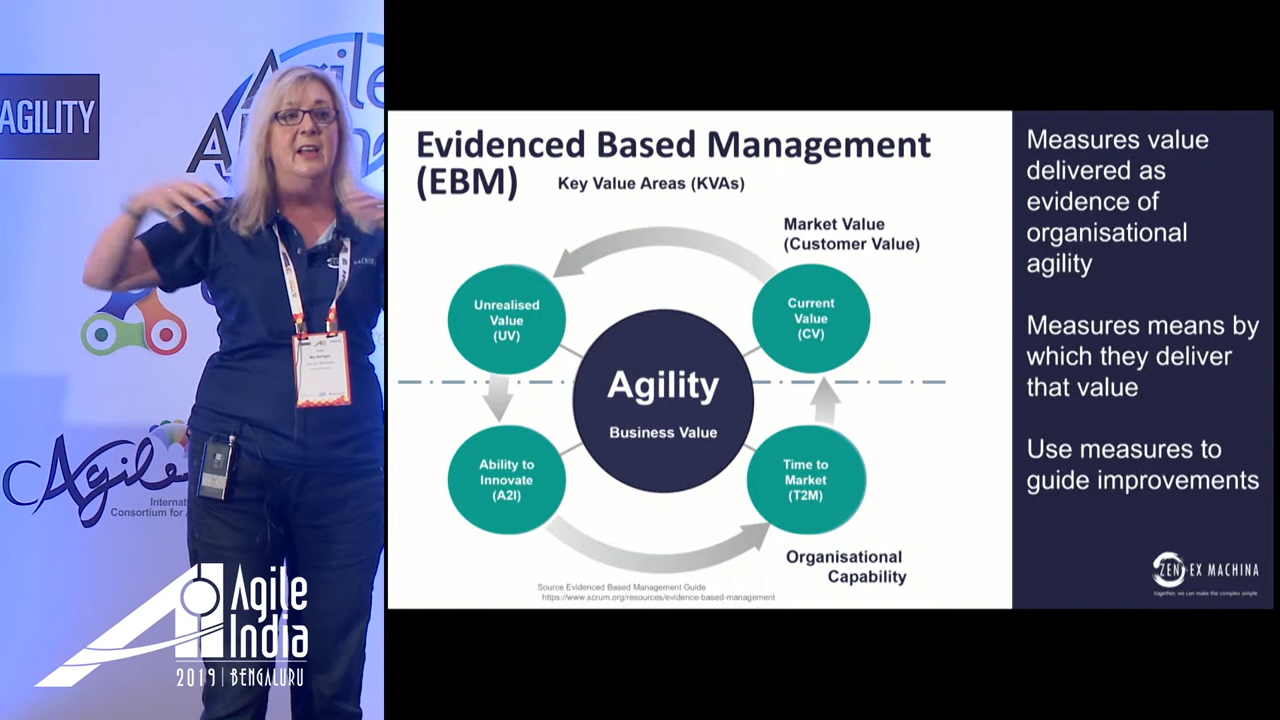 AGILITY
Agile
Internat
Consortium for A
Agile
India
2019 | BENGALURU
Evidenced Based Management
(EBM)
Key Value Areas (KVAs)
Market Value
(Customer Value)
Unrealised
Value
(UV)
Current
Value
(CV)
Agility
Business Value
Ability to
Innovate
(A2I)
Time to
Market
(T2M)
Organisational
Capability
Source Evidenced Based Management Guide
https://www.scrum.org/resources/evidence-based-management
Measures value
delivered as
evidence of
organisational
agility
Measures means by
which they deliver
that value
Use measures to
guide improvements
ZEN EX MACHINA
together, we can make the complex simple